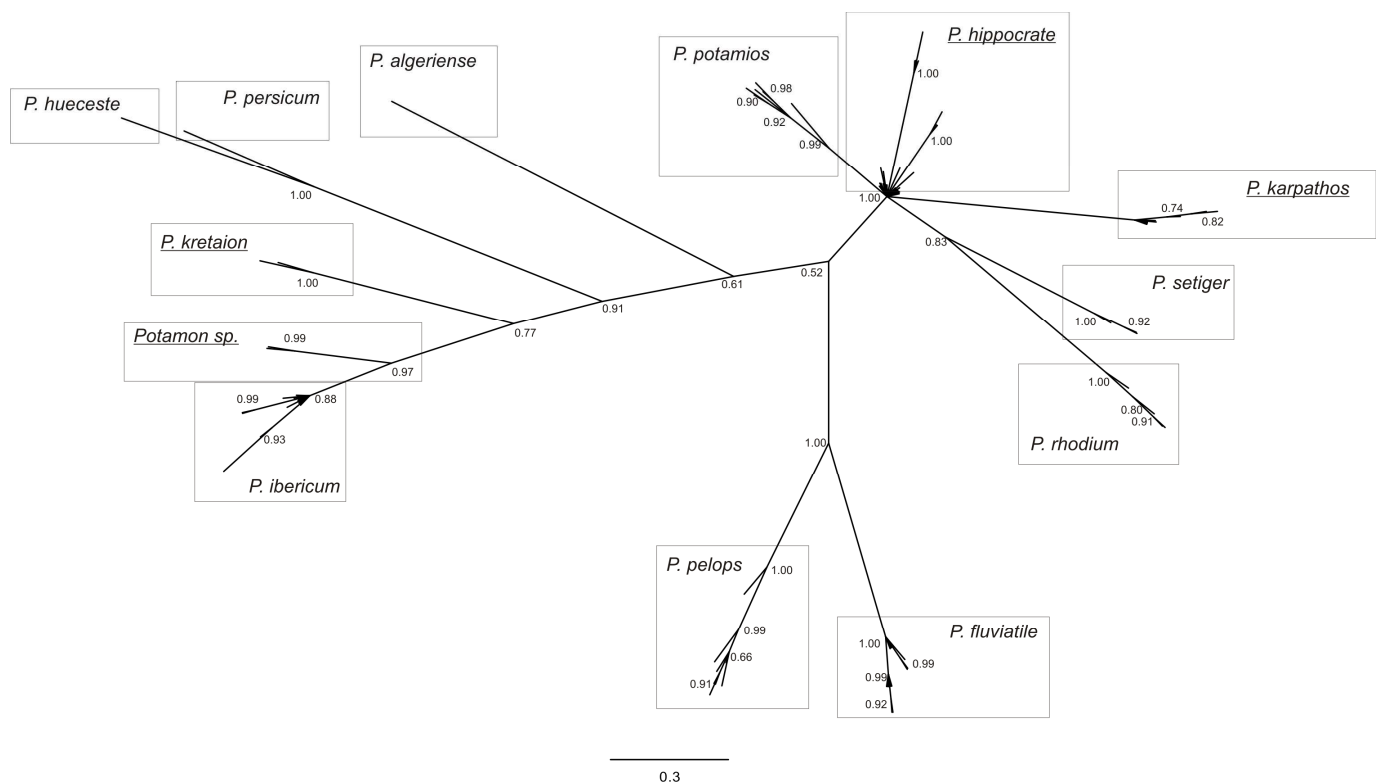 P. hippocrate
P. potamios
P. algeriense
1.00
0.98
P. hueceste
P. persicum
0.90
0.92
1.00
0.99
1.00
1.00
1.00
P. karpathos
0.74
0.82
P. kretaion
0.83
1.00
0.52
0.61
P. setiger
0.91
1.00
0.92
Potamon sp.
0.99
0.77
0.97
1.00
0.99
0.88
0.80
0.91
0.93
P. rhodium
1.00
P. ibericum
P. pelops
1.00
0.99
P. fluviatile
1.00
0.66
0.99
0.91
0.99
0.92
0.3